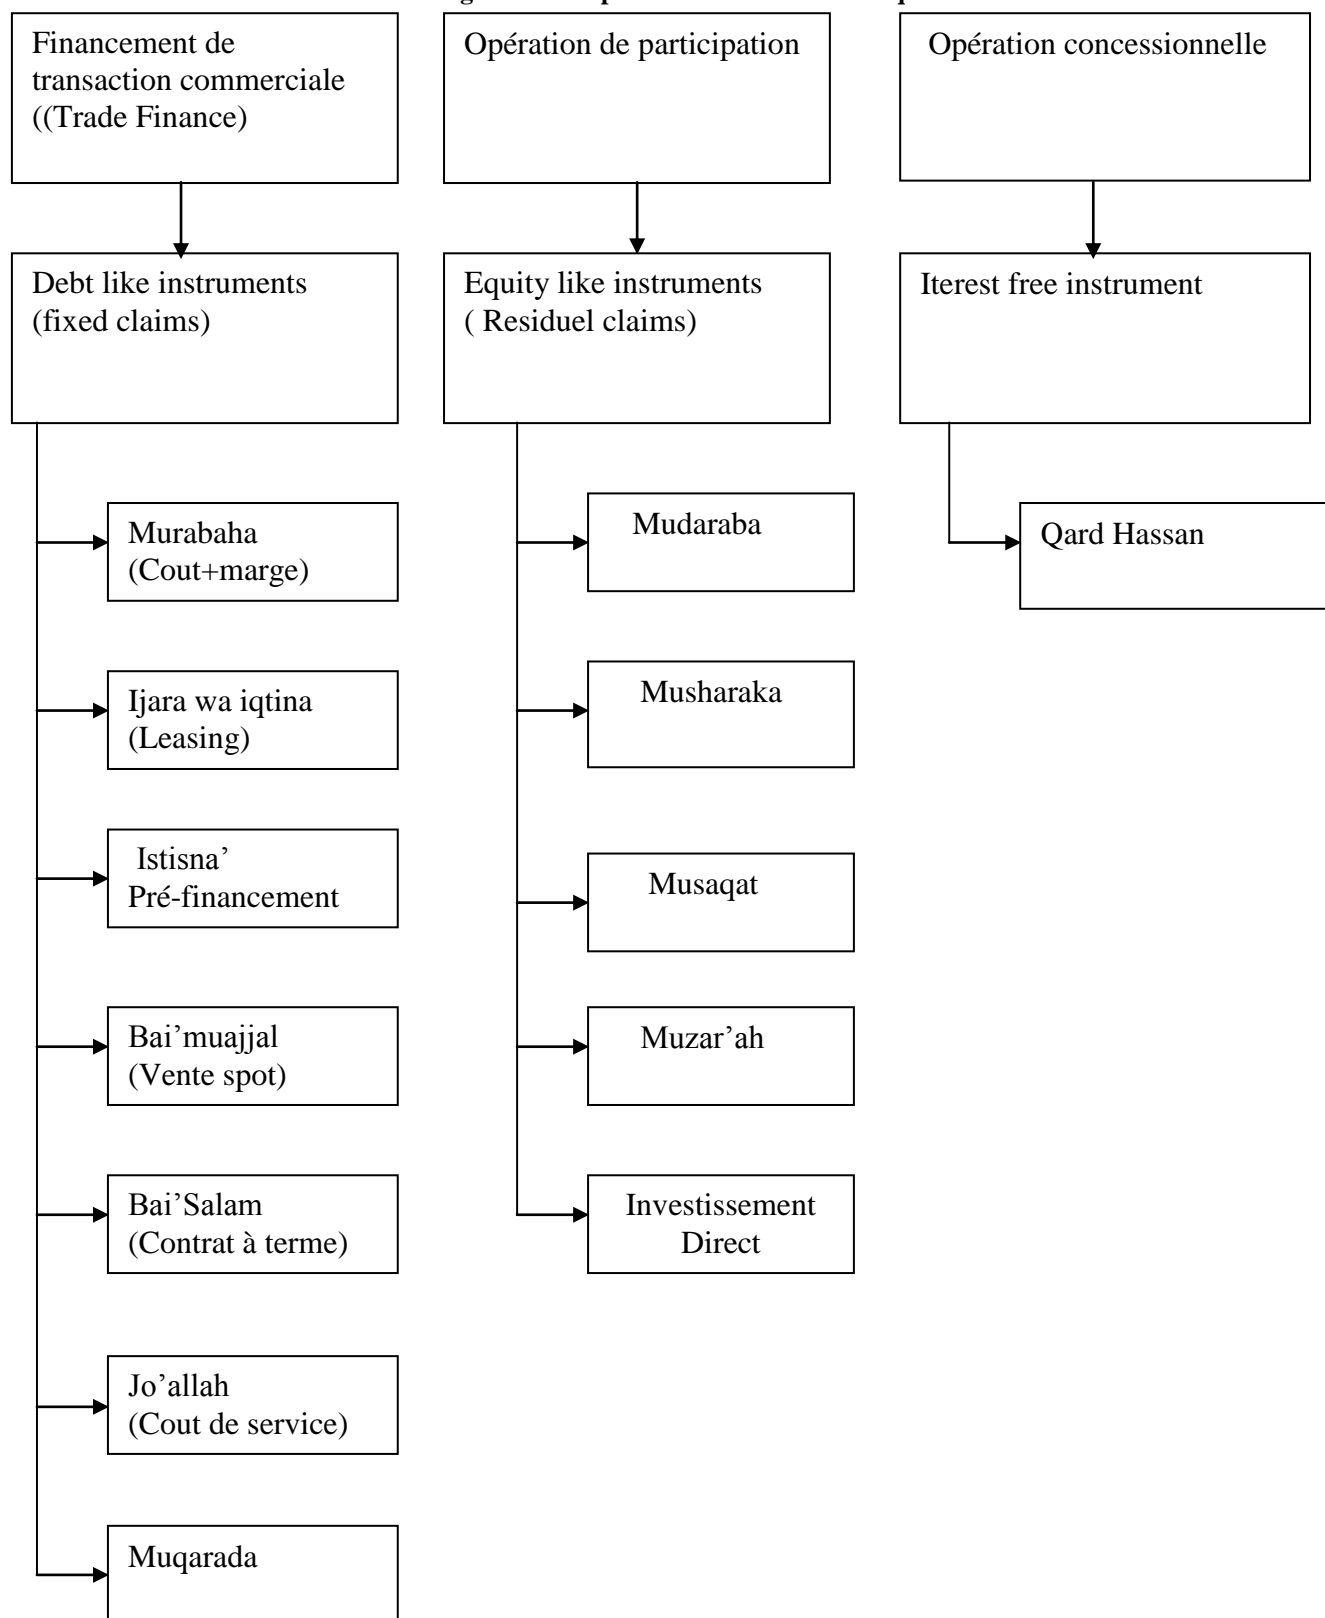 Financement de
transaction commerciale
((Trade Finance)
Opération de participation
Opération concessionnelle
Debt like instruments
(fixed claims)
Equity like instruments
( Residuel claims)
Iterest free instrument
Murabaha
(Cout+marge)
Mudaraba
Qard Hassan
Ijara wa iqtina
(Leasing)
Musharaka
Istisna’
Pré-financement
Musaqat
Bai’muajjal
(Vente spot)
Muzar’ah
Bai’Salam
(Contrat à terme)
Investissement
Direct
Jo’allah
(Cout de service)
Muqarada